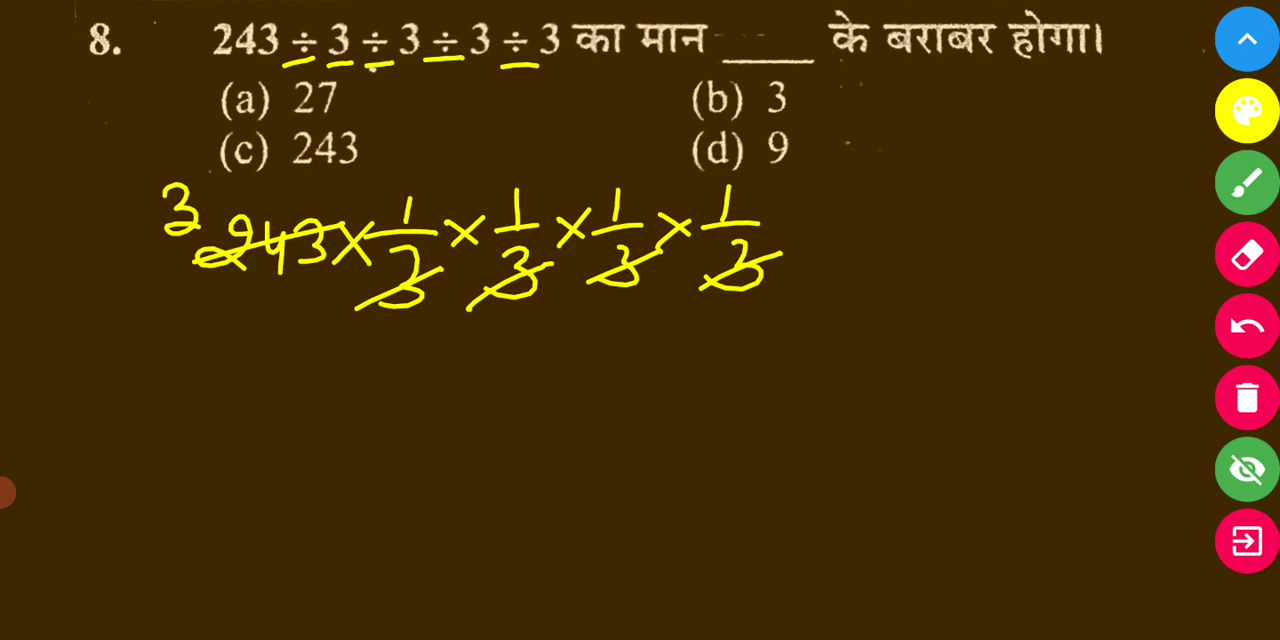 8. 243 ÷ 3 ÷ 3 ÷ 3 ÷ 3 का मान ____ के बराबर होगा।
(a) 27 (b) 3
(c) 243 (d) 9
3
243 × 1/3 × 1/3 × 1/3 × 1/3